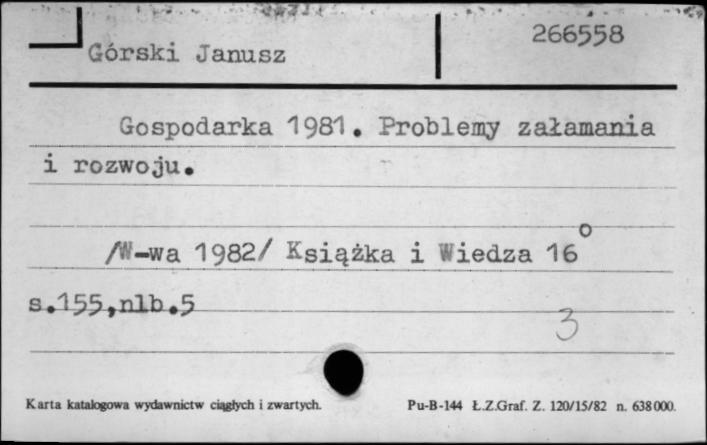 Górski Janusz
266558
Gospodarka 1981. Problemy załamania
i rozwoju.
/W-wa 1982/ Książka i Wiedza 16°
s.155,nlb.5
3
Karta katalogowa wydawnictw ciągłych i zwartych.
Pu-B-144 Ł.Z.Graf. Z. 120/15/82 n. 638000.